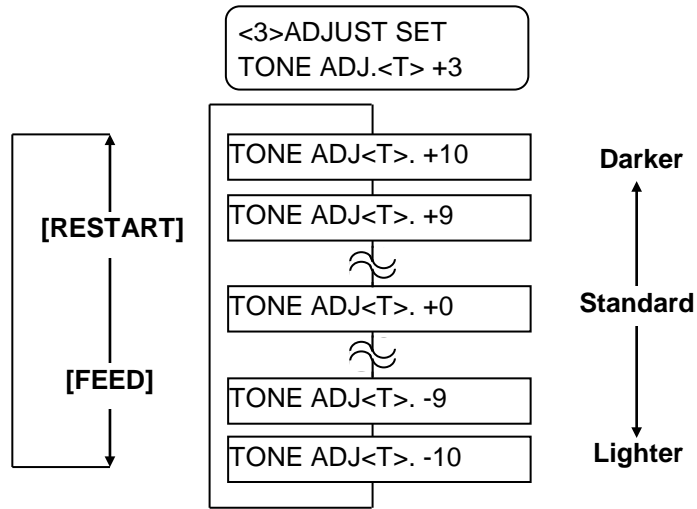 <3>ADJUST SET
TONE ADJ.<T> +3
TONE ADJ<T>. +10
Darker
TONE ADJ<T>. +9
[RESTART]
TONE ADJ<T>. +0
Standard
[FEED]
TONE ADJ<T>. -9
TONE ADJ<T>. -10
Lighter